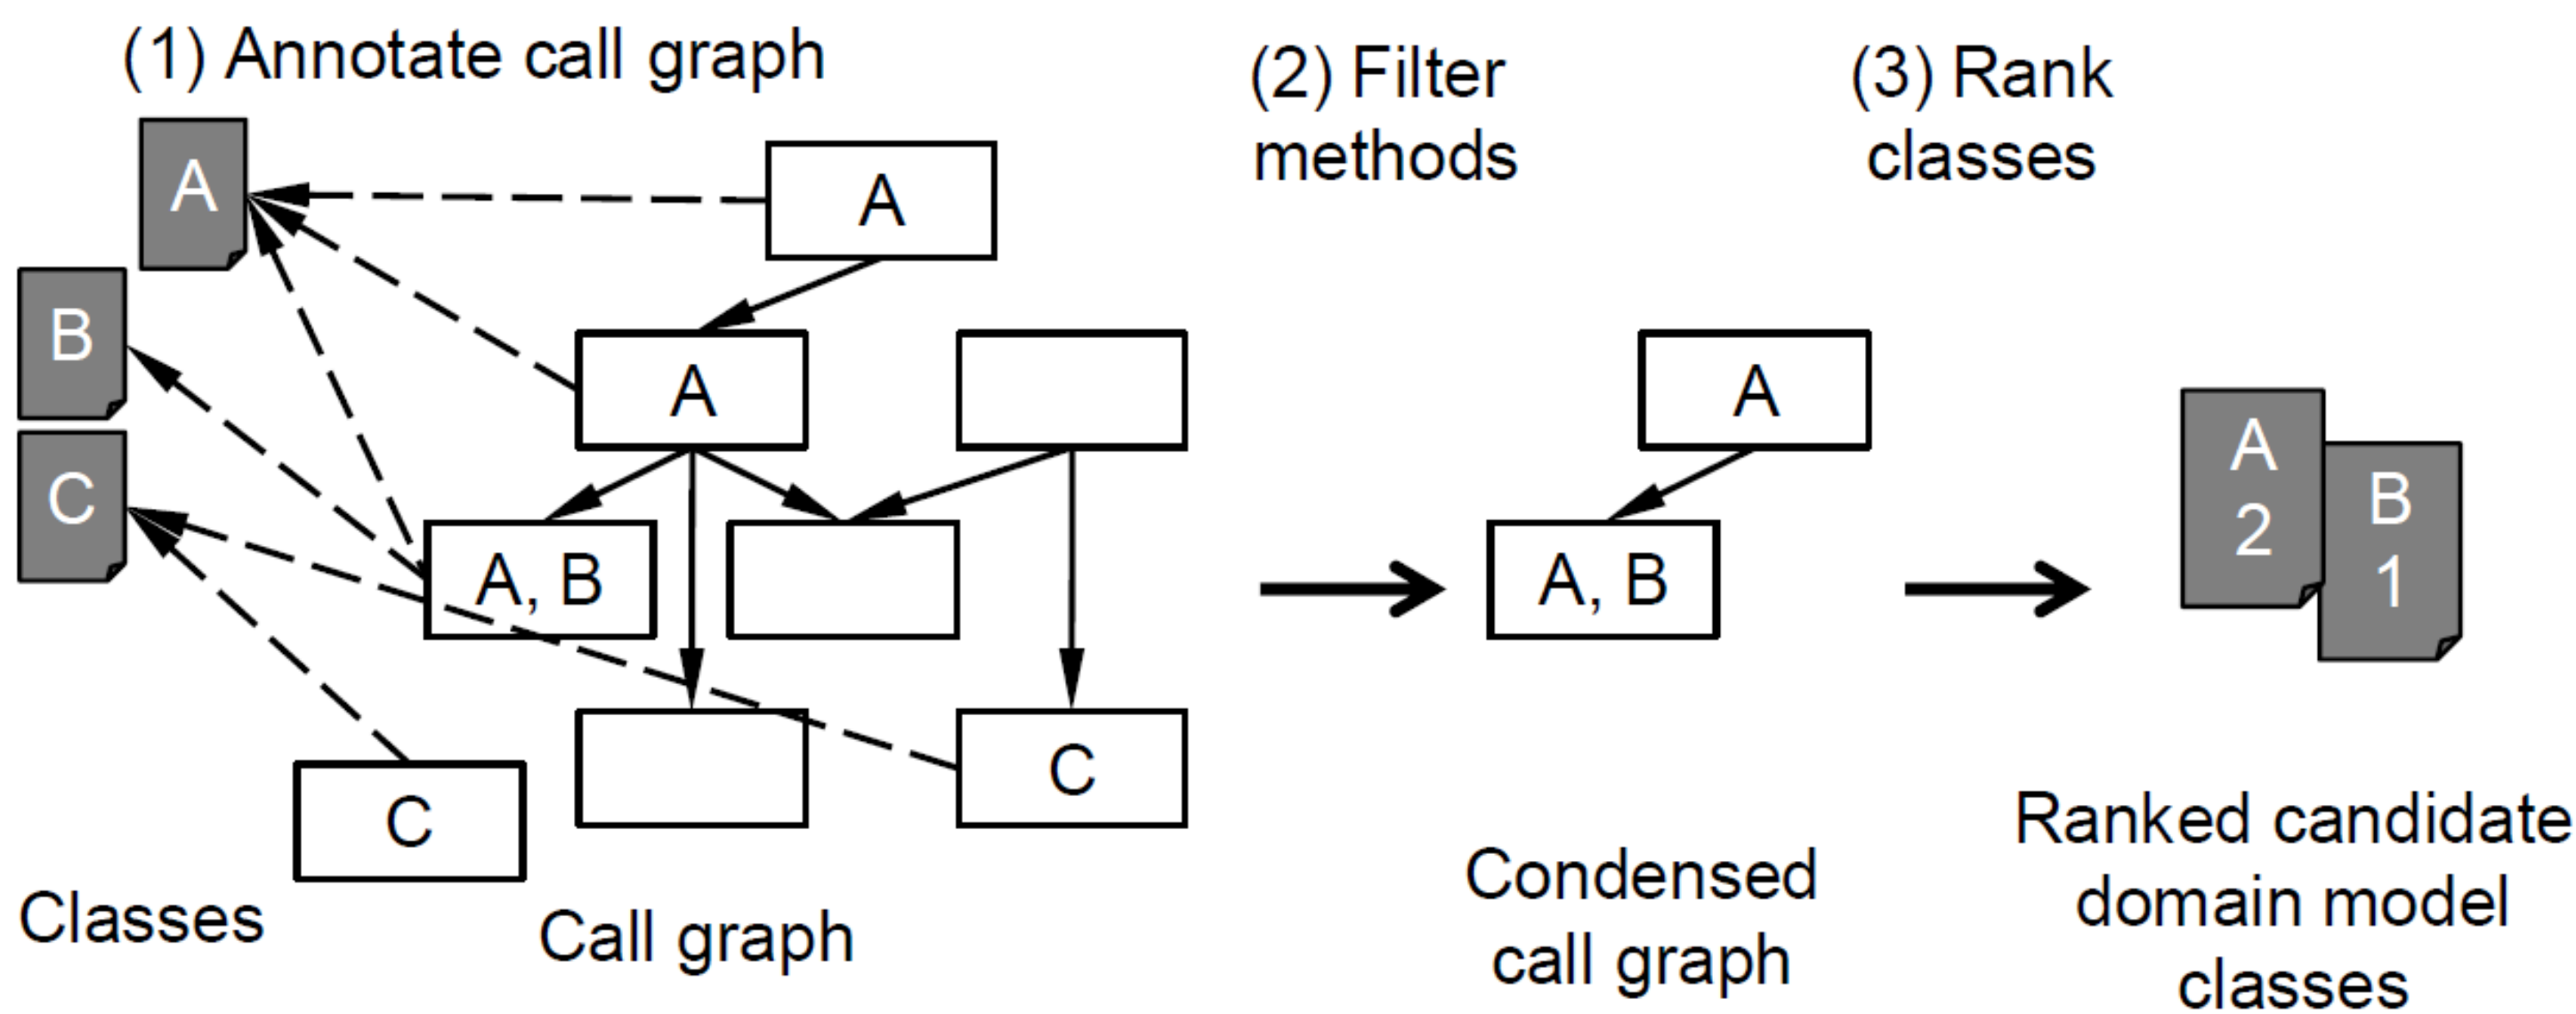 (1) Annotate call graph
(2) Filter
methods
(3) Rank
classes
A
A
B
A
A
A
2
B
1
C
A, B
A, B
C
C
Classes
Call graph
Condensed
call graph
Ranked candidate
domain model
classes